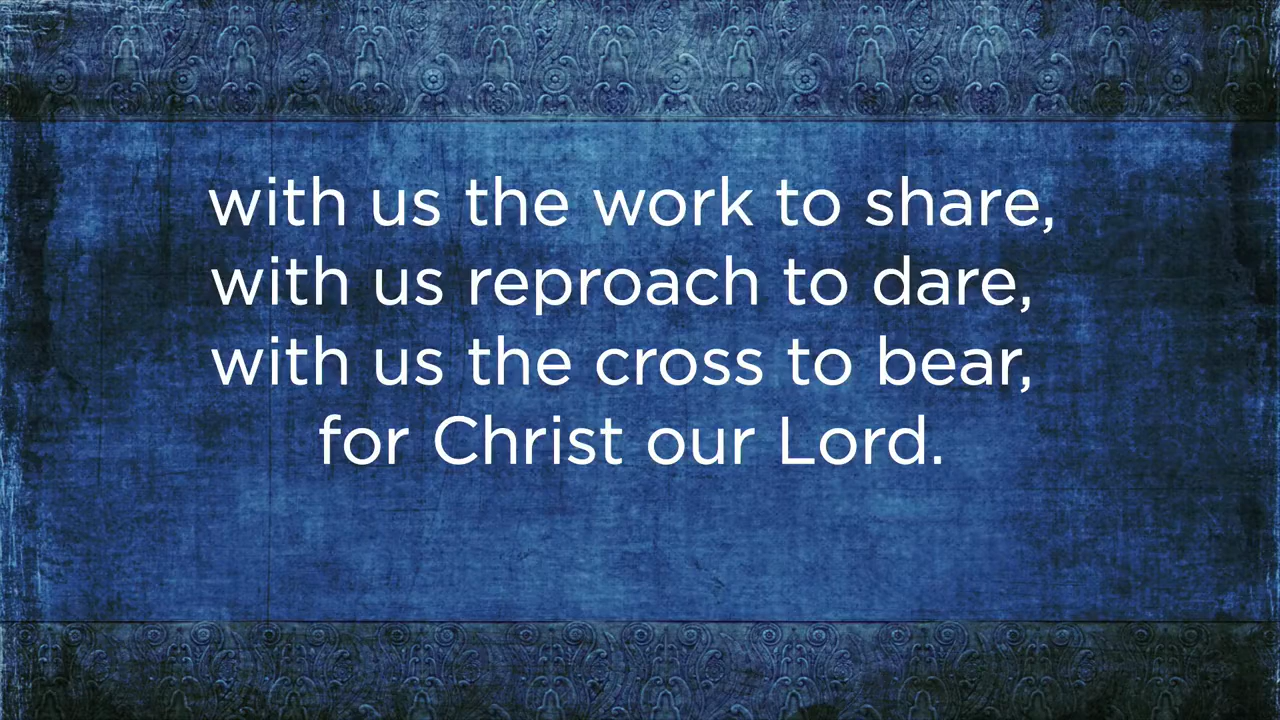 with us the work to share,
with us reproach to dare,
with us the cross to bear,
for Christ our Lord.